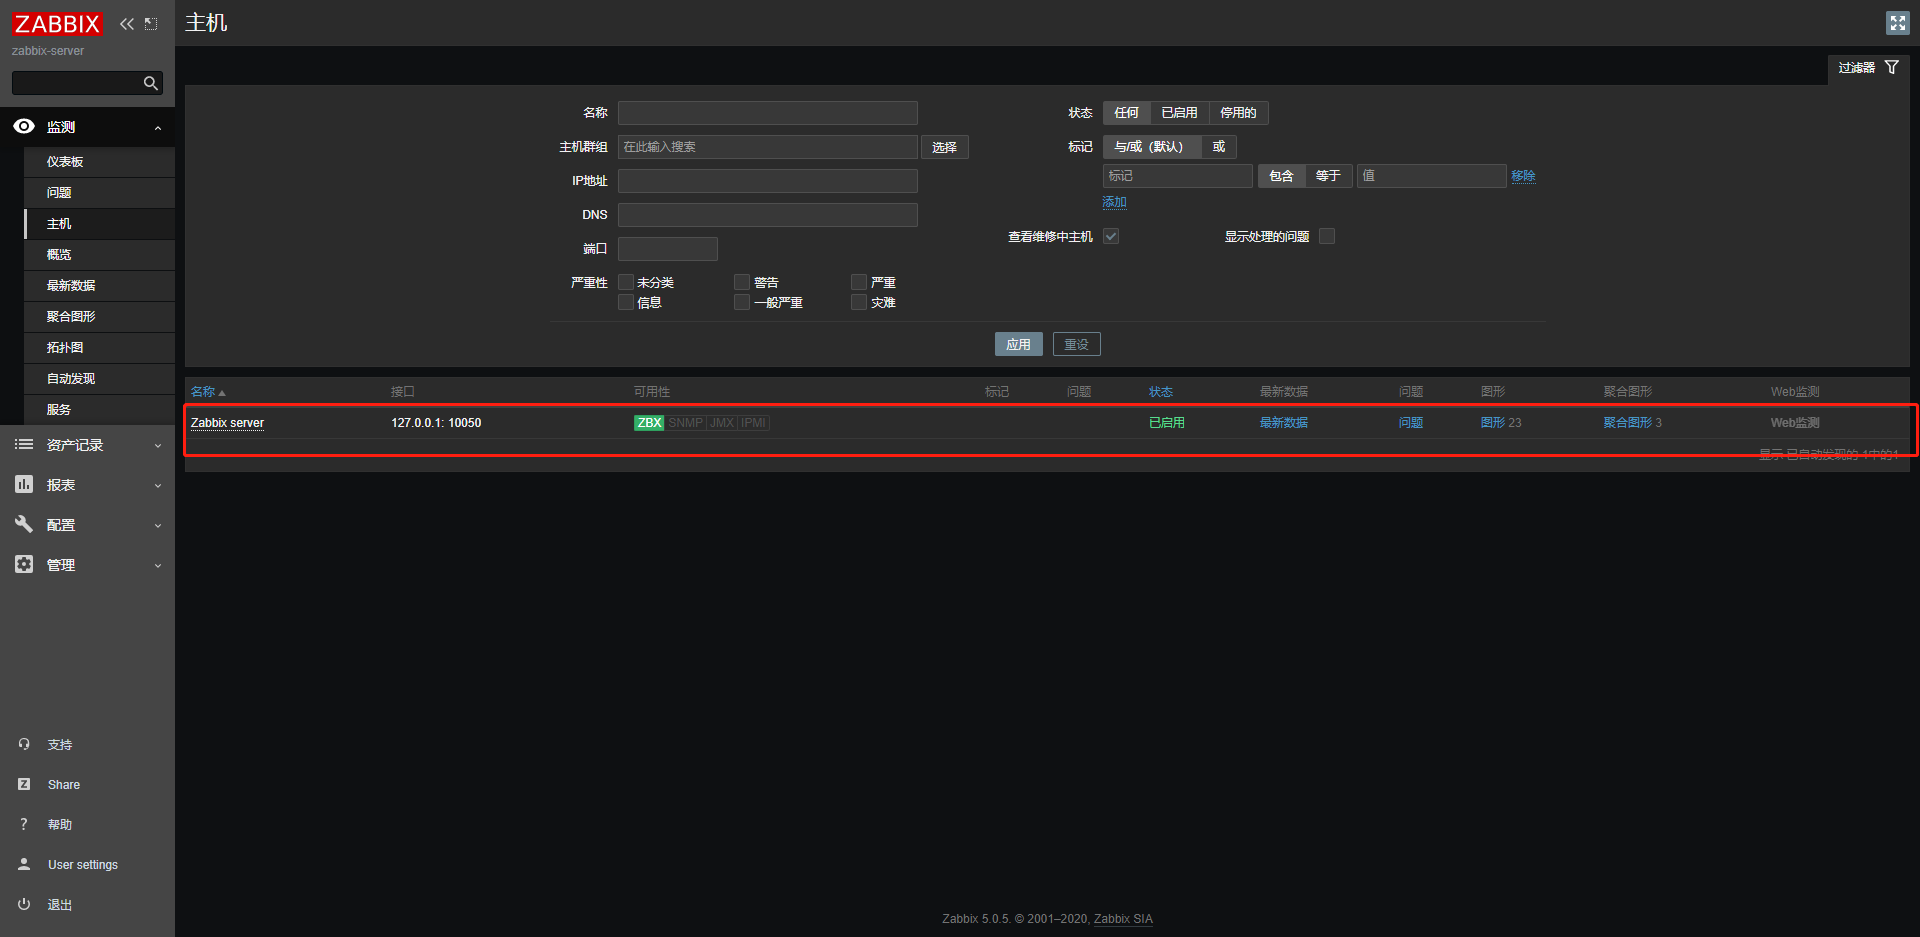 ZABBIX
zabbix-server
监测
仪表板
问题
主机
概览
最新数据
聚合图形
拓扑图
自动发现
服务
资产记录
报表
配置
管理
支持
Share
帮助
User settings
退出
主机
过滤器
名称
主机群组 在此输入搜索 选择
IP地址
DNS
端口
严重性 未分类 警告 严重
信息 一般严重 灾难
状态 任何 已启用 停用的
标记 与/或（默认） 或
标记 包含 等于 值 移除
添加
查看维修中主机 显示处理的问题
应用 重设
名称 接口 可用性 标记 问题 状态 最新数据 问题 图形 聚合图形 Web监测
Zabbix server 127.0.0.1: 10050 ZBX SNMP JMX IPMI 已启用 最新数据 问题 图形 23 聚合图形 3 Web监测
显示 已自动发现的 1中的1
Zabbix 5.0.5. © 2001–2020, Zabbix SIA